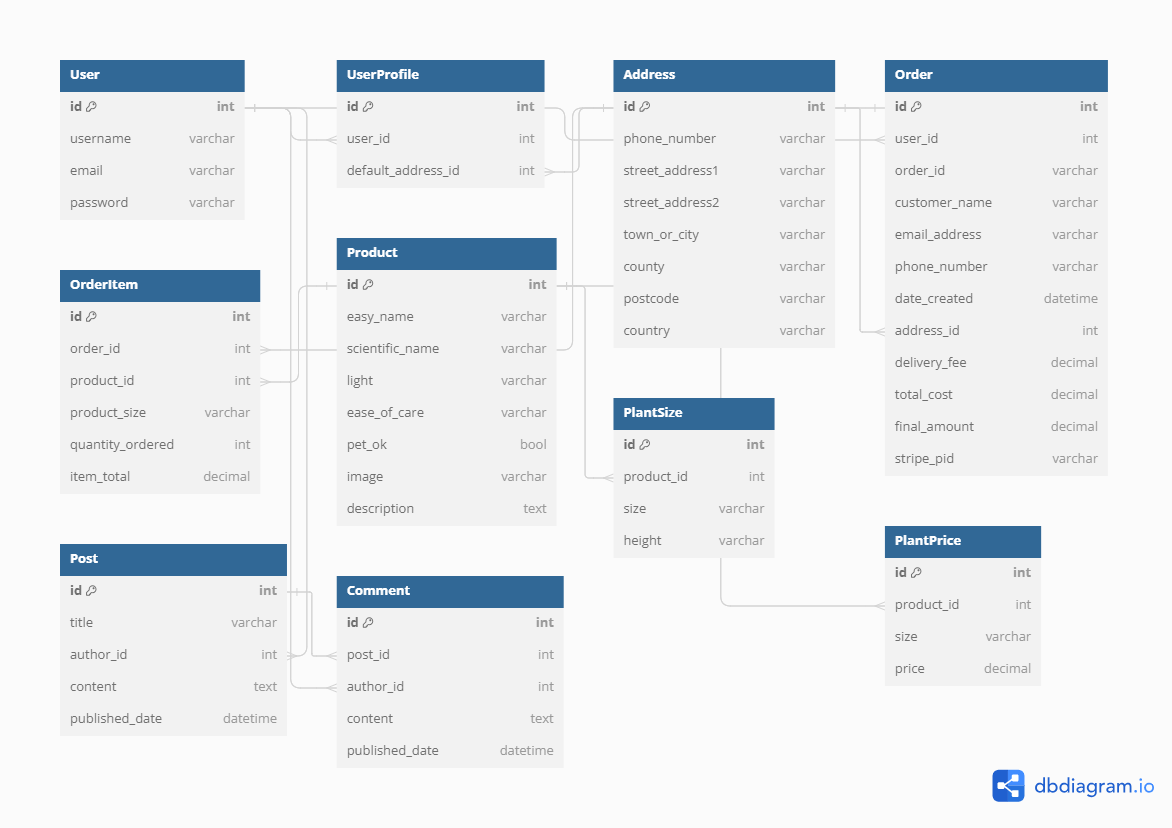 User
id int
username varchar
email varchar
password varchar
UserProfile
id int
user_id int
default_address_id int
Address
id int
phone_number varchar
street_address1 varchar
street_address2 varchar
town_or_city varchar
county varchar
postcode varchar
country varchar
Order
id int
user_id int
order_id varchar
customer_name varchar
email_address varchar
phone_number varchar
date_created datetime
address_id int
delivery_fee decimal
total_cost decimal
final_amount decimal
stripe_pid varchar
OrderItem
id int
order_id int
product_id int
product_size varchar
quantity_ordered int
item_total decimal
Product
id int
easy_name varchar
scientific_name varchar
light varchar
ease_of_care varchar
pet_ok bool
image varchar
description text
PlantSize
id int
product_id int
size varchar
height varchar
PlantPrice
id int
product_id int
size varchar
price decimal
Post
id int
title varchar
author_id int
content text
published_date datetime
Comment
id int
post_id int
author_id int
content text
published_date datetime
dbdiagram.io